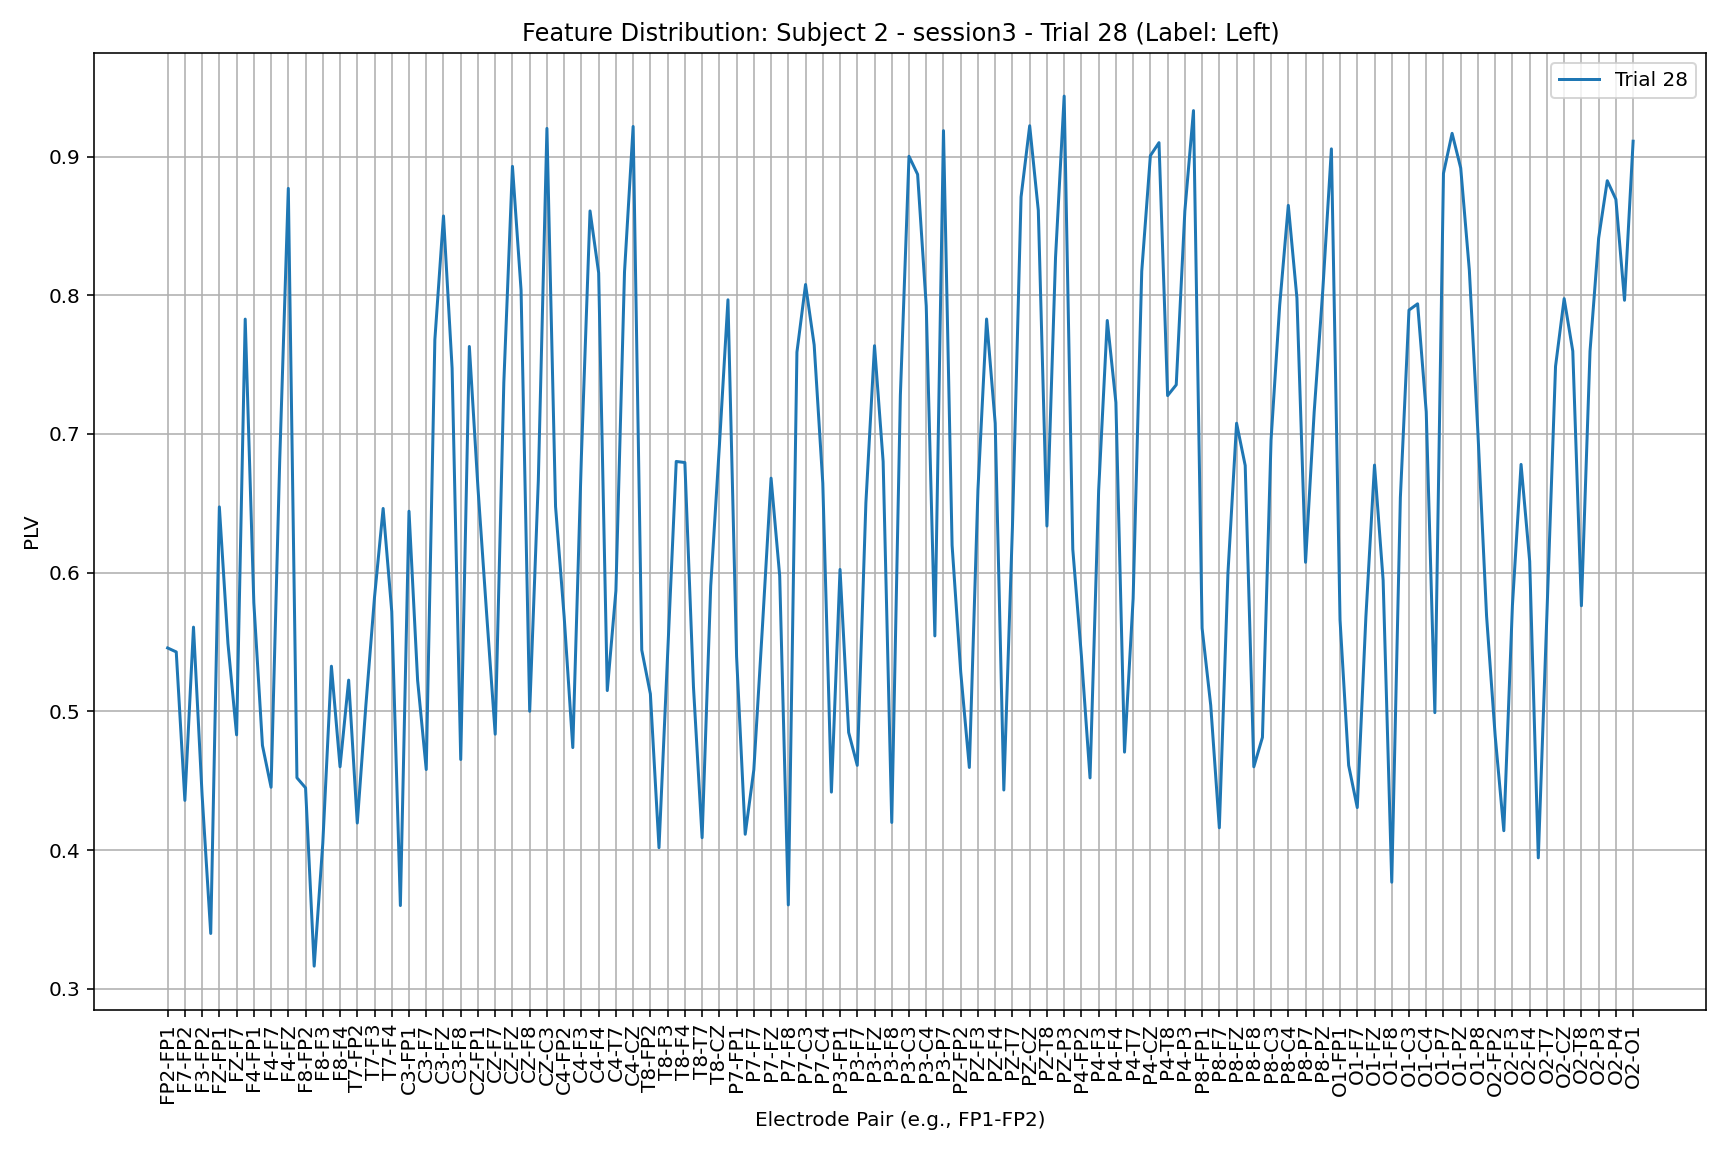 Feature Distribution: Subject 2 - session3 - Trial 28 (Label: Left)
Trial 28
PLV
0.9
0.8
0.7
0.6
0.5
0.4
0.3
FP2-FP1
F7-FP2
F3-FP2
FZ-FP1
FZ-F7
F4-FP1
F4-F7
F4-FZ
F8-FP2
F8-F3
F8-F4
T7-FP2
T7-F3
T7-F4
C3-FP1
C3-F7
C3-FZ
C3-F8
CZ-FP1
CZ-F7
CZ-FZ
CZ-F8
CZ-C3
C4-FP2
C4-F3
C4-F4
C4-T7
C4-CZ
T8-FP2
T8-F3
T8-F4
T8-T7
T8-CZ
P7-FP1
P7-F7
P7-FZ
P7-F8
P7-C3
P7-C4
P3-FP1
P3-F7
P3-FZ
P3-F8
P3-C3
P3-C4
P3-P7
PZ-FP2
PZ-F3
PZ-F4
PZ-T7
PZ-CZ
PZ-T8
PZ-P3
P4-FP2
P4-F3
P4-F4
P4-T7
P4-CZ
P4-T8
P4-P3
P8-FP1
P8-F7
P8-FZ
P8-F8
P8-C3
P8-C4
P8-P7
P8-PZ
O1-FP1
O1-F7
O1-FZ
O1-F8
O1-C3
O1-C4
O1-P7
O1-PZ
O1-P8
O2-FP2
O2-F3
O2-F4
O2-T7
O2-CZ
O2-T8
O2-P3
O2-P4
O2-O1
Electrode Pair (e.g., FP1-FP2)